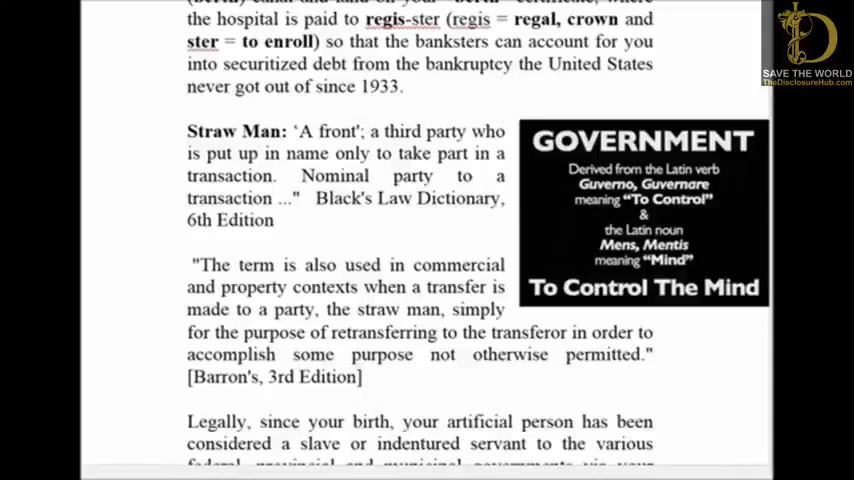 the hospital is paid to regis-ster (regis = regal, crown and
ster = to enroll) so that the banksters can account for you
into securitized debt from the bankruptcy the United States
never got out of since 1933.
Straw Man: 'A front'; a third party who
is put up in name only to take part in a
transaction. Nominal party to a
transaction ..." Black's Law Dictionary,
6th Edition
"The term is also used in commercial
and property contexts when a transfer is
made to a party, the straw man, simply
for the purpose of retransferring to the transferor in order to
accomplish some purpose not otherwise permitted."
[Barron's, 3rd Edition]
Legally, since your birth, your artificial person has been
considered a slave or indentured servant to the various
federal, provincial and municipal governments via your
GOVERNMENT
Derived from the Latin verb
Guverno, Guvernare
meaning "To Control"
&
the Latin noun
Mens, Mentis
meaning "Mind"
To Control The Mind
D
SAVE THE WORLD
TheDisclosureHub.com